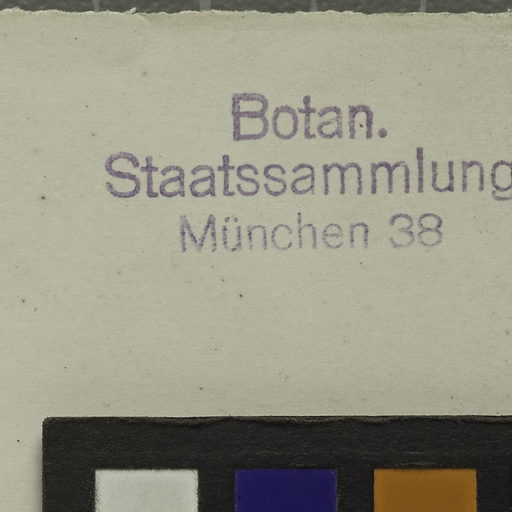 Botan.
Staatssammlung
München 38